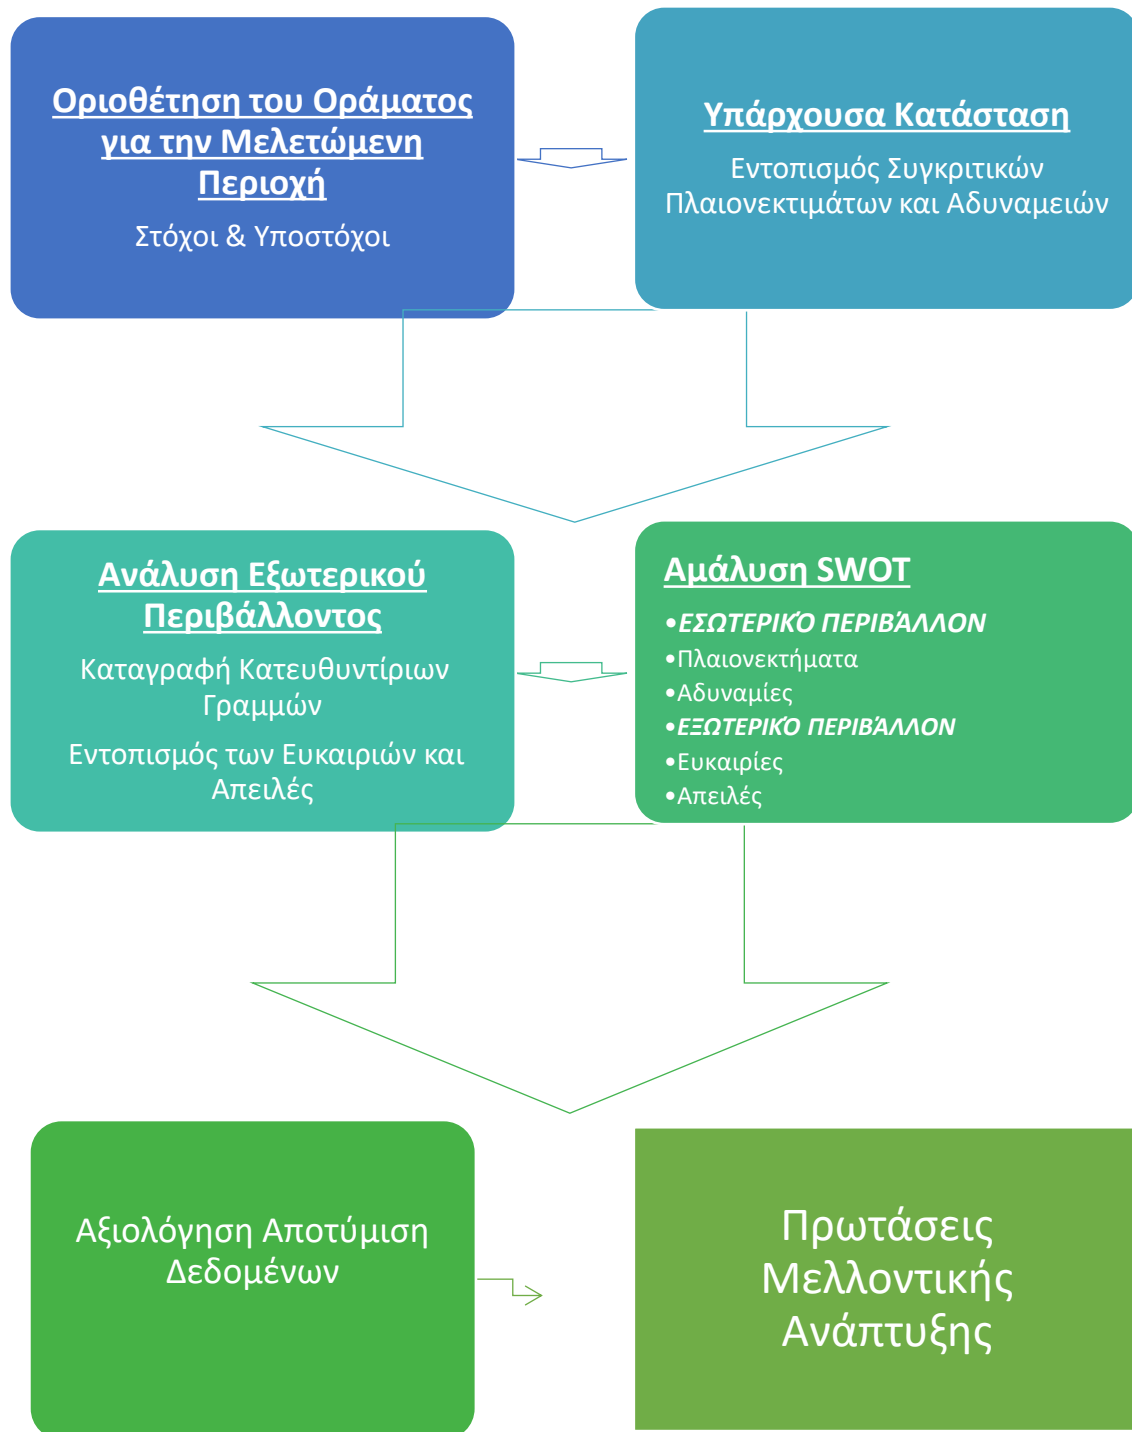 Οριοθέτηση του Οράματος
για την Μελετώμενη
Περιοχή
Στόχοι & Υποστόχοι
Υπάρχουσα Κατάσταση
Εντοπισμός Συγκριτικών
Πλαιονεκτιμάτων και Αδυναμειών
Ανάλυση Εξωτερικού
Περιβάλλοντος
Καταγραφή Κατευθυντίριων
Γραμμών
Εντοπισμός των Ευκαιριών και
Απειλές
Αμάλυση SWOT
•ΕΣΩΤΕΡΙΚΌ ΠΕΡΙΒΆΛΛΟΝ
•Πλαιονεκτήματα
•Αδυναμίες
•ΕΞΩΤΕΡΙΚΌ ΠΕΡΙΒΆΛΛΟΝ
•Ευκαιρίες
•Απειλές
Αξιολόγηση Αποτύμιση
Δεδομένων
Πρωτάσεις
Μελλοντικής
Ανάπτυξης